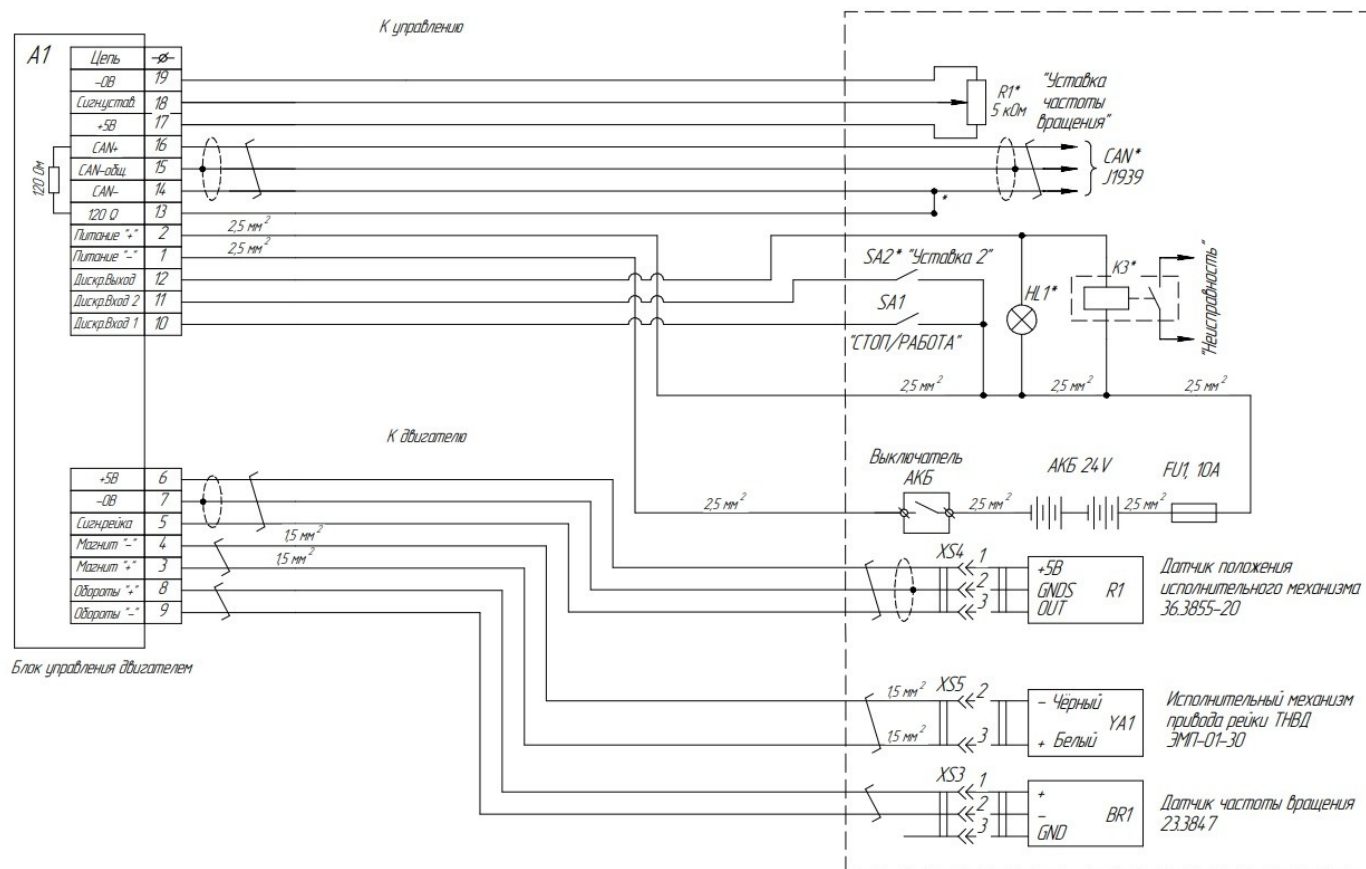 К управлению
А1
Цепь
-0В 19
Сигн.устав. 18
+5В 17
CAN+ 16
CAN-общ. 15
CAN- 14
120 Ω 13
Питание "+" 2
Питание "-" 1
Дискр.Выход 12
Дискр.Вход 2 11
Дискр.Вход 1 10
120 Ом
2,5 мм²
2,5 мм²
R1*
5 кОм
"Уставка
частоты
вращения"
CAN*
J1939
*
SA2* "Уставка 2"
SA1
"СТОП/РАБОТА"
HL1*
К3*
"Неисправность"
2,5 мм²
2,5 мм²
2,5 мм²
К двигателю
+5В 6
-0В 7
Сигн.рейка 5
Магнит "-" 4
Магнит "+" 3
Обороты "+" 8
Обороты "-" 9
Блок управления двигателем
1,5 мм²
1,5 мм²
2,5 мм²
Выключатель
АКБ
2,5 мм²
АКБ 24V
2,5 мм²
FU1, 10А
XS4
1
2
3
+5В
GNDS
OUT
R1
Датчик положения
исполнительного механизма
36.3855-20
1,5 мм²
1,5 мм²
XS5
2
3
- Чёрный
+ Белый
YA1
Исполнительный механизм
привода рейки ТНВД
ЭМП-01-30
XS3
1
2
3
+
-
GND
BR1
Датчик частоты вращения
23.3847